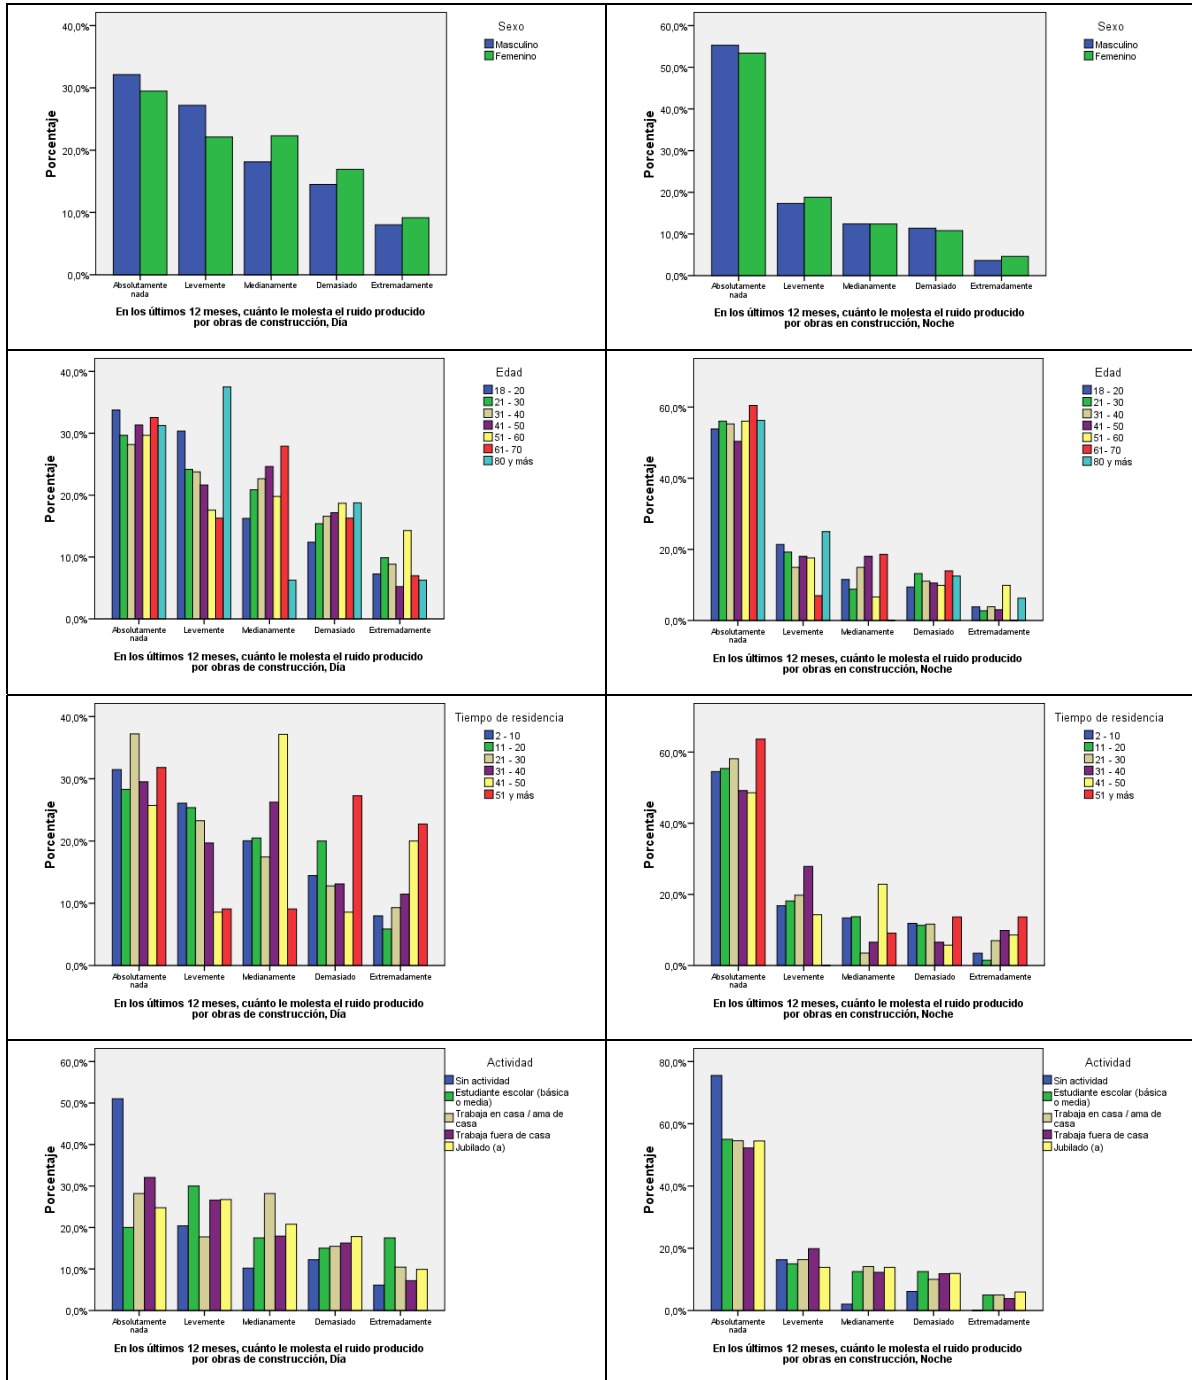 40,0%
30,0%
20,0%
10,0%
0,0%
Porcentaje
Absolutamente
nada
Levemente
Medianamente
Demasiado
Extremadamente
En los últimos 12 meses, cuánto le molesta el ruido producido
por obras de construcción, Día
Sexo
Masculino
Femenino
60,0%
50,0%
40,0%
30,0%
20,0%
10,0%
0,0%
Porcentaje
Absolutamente
nada
Levemente
Medianamente
Demasiado
Extremadamente
En los últimos 12 meses, cuánto le molesta el ruido producido
por obras en construcción, Noche
Sexo
Masculino
Femenino
40,0%
30,0%
20,0%
10,0%
0,0%
Porcentaje
Absolutamente
nada
Levemente
Medianamente
Demasiado
Extremadamente
En los últimos 12 meses, cuánto le molesta el ruido producido
por obras de construcción, Día
Edad
18 - 20
21 - 30
31 - 40
41 - 50
51 - 60
61- 70
80 y más
60,0%
40,0%
20,0%
0,0%
Porcentaje
Absolutamente
nada
Levemente
Medianamente
Demasiado
Extremadamente
En los últimos 12 meses, cuánto le molesta el ruido producido
por obras en construcción, Noche
Edad
18 - 20
21 - 30
31 - 40
41 - 50
51 - 60
61- 70
80 y más
40,0%
30,0%
20,0%
10,0%
0,0%
Porcentaje
Absolutamente
nada
Levemente
Medianamente
Demasiado
Extremadamente
En los últimos 12 meses, cuánto le molesta el ruido producido
por obras de construcción, Día
Tiempo de residencia
2 - 10
11 - 20
21 - 30
31 - 40
41 - 50
51 y más
60,0%
40,0%
20,0%
0,0%
Porcentaje
Absolutamente
nada
Levemente
Medianamente
Demasiado
Extremadamente
En los últimos 12 meses, cuánto le molesta el ruido producido
por obras en construcción, Noche
Tiempo de residencia
2 - 10
11 - 20
21 - 30
31 - 40
41 - 50
51 y más
60,0%
50,0%
40,0%
30,0%
20,0%
10,0%
0,0%
Porcentaje
Absolutamente
nada
Levemente
Medianamente
Demasiado
Extremadamente
En los últimos 12 meses, cuánto le molesta el ruido producido
por obras de construcción, Día
Actividad
Sin actividad
Estudiante escolar (básica
o media)
Trabaja en casa / ama de
casa
Trabaja fuera de casa
Jubilado (a)
80,0%
60,0%
40,0%
20,0%
0,0%
Porcentaje
Absolutamente
nada
Levemente
Medianamente
Demasiado
Extremadamente
En los últimos 12 meses, cuánto le molesta el ruido producido
por obras en construcción, Noche
Actividad
Sin actividad
Estudiante escolar (básica
o media)
Trabaja en casa / ama de
casa
Trabaja fuera de casa
Jubilado (a)